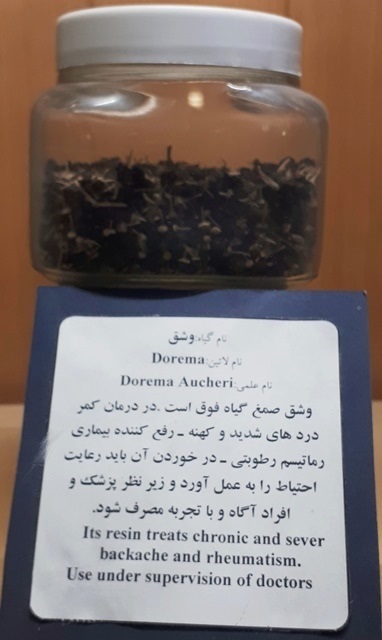 نام گیاه:وشق
نام لاتین:Dorema
نام علمی:Dorema Aucheri
وشق صمغ گیاه فوق است .در درمان کمر
درد های شدید و کهنه ـ رفع کننده بیماری
رماتیسم رطوبتی ـ در خوردن آن باید رعایت
احتیاط را به عمل آورد و زیر نظر پزشک و
افراد آگاه و با تجربه مصرف شود.
Its resin treats chronic and sever
backache and rheumatism.
Use under supervision of doctors